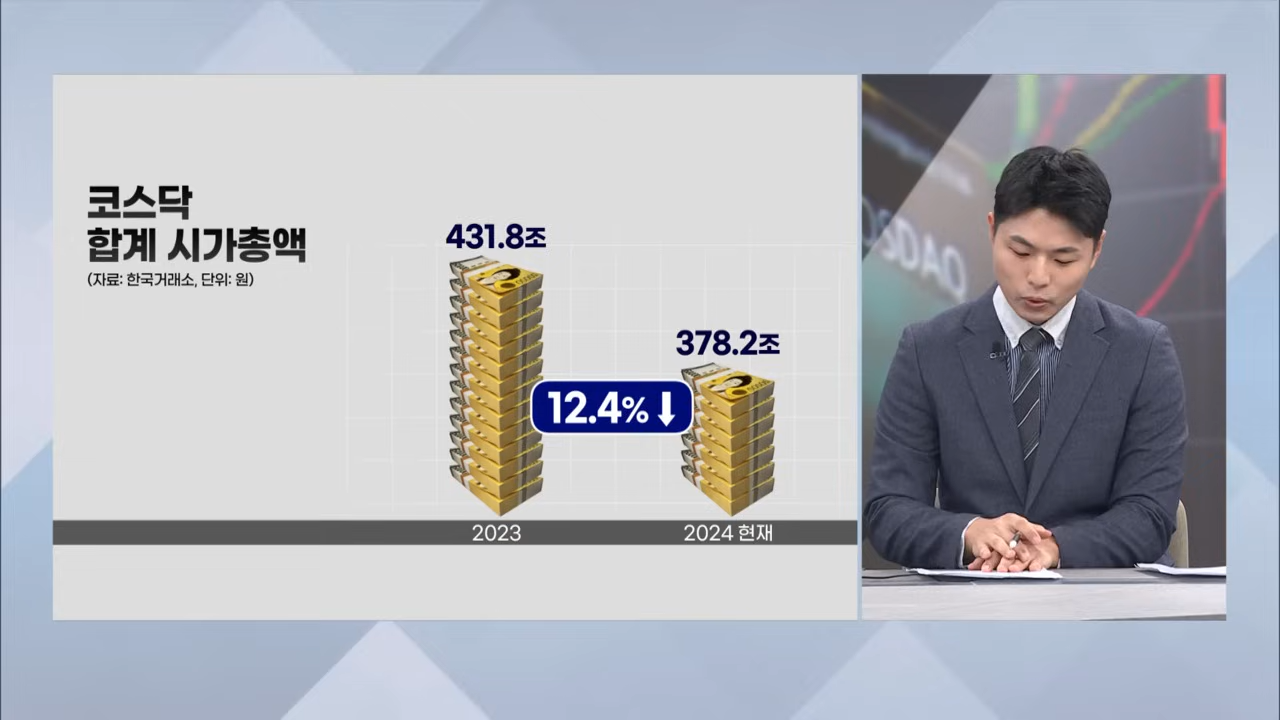 코스닥
합계 시가총액
(자료: 한국거래소, 단위: 원)
431.8조
378.2조
12.4%↓
2023
2024 현재